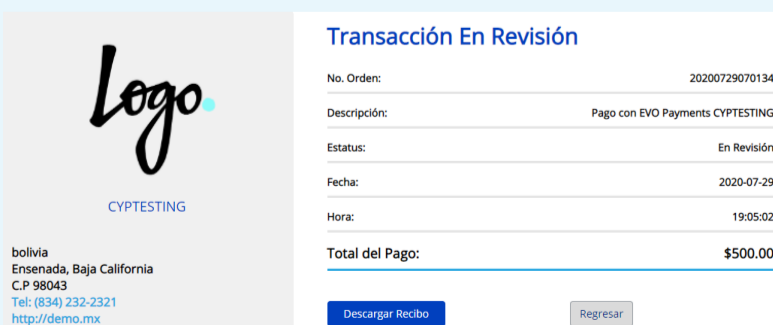 Logo.
CYPTESTING
bolivia
Ensenada, Baja California
C.P 98043
Tel: (834) 232-2321
http://demo.mx
Transacción En Revisión
No. Orden: 20200729070134
Descripción: Pago con EVO Payments CYPTESTING
Estatus: En Revisión
Fecha: 2020-07-29
Hora: 19:05:02
Total del Pago: $500.00
Descargar Recibo Regresar